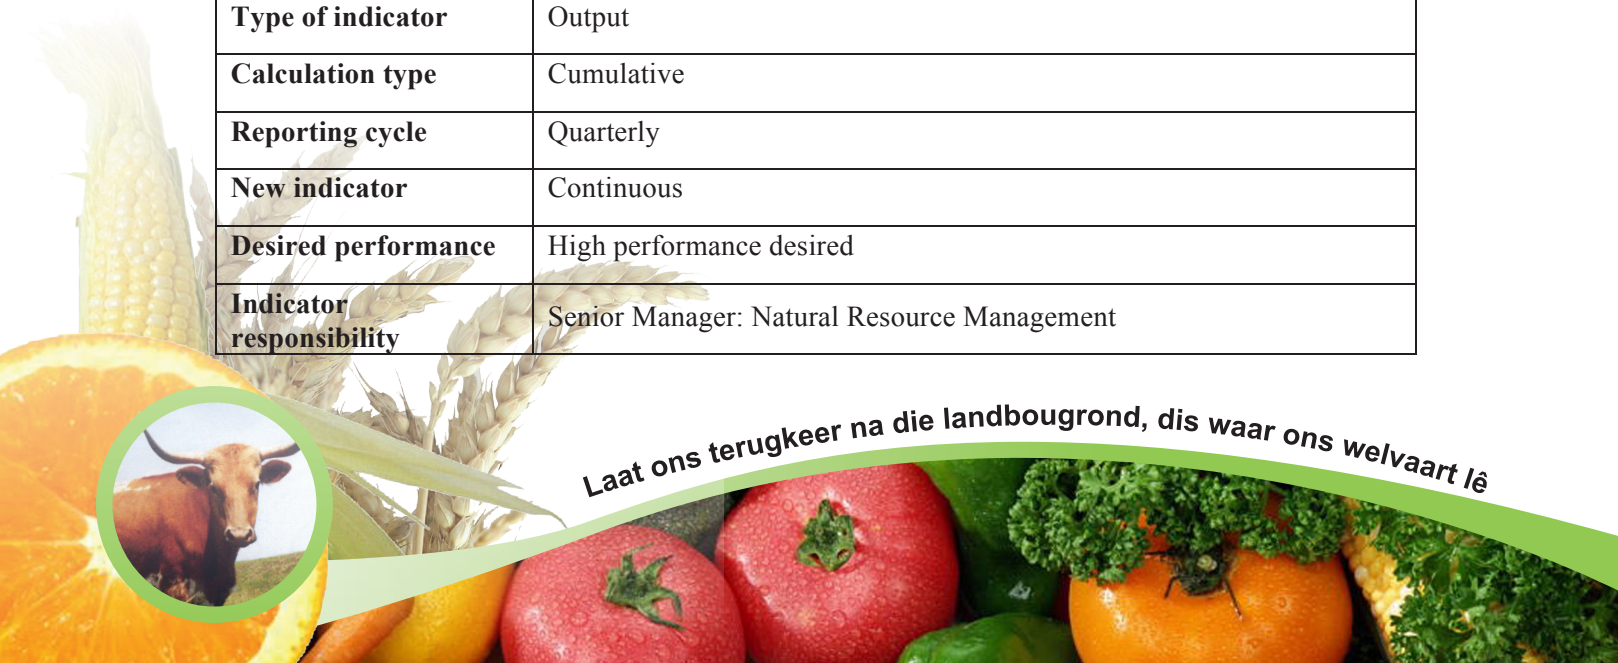 Type of indicator Output
Calculation type Cumulative
Reporting cycle Quarterly
New indicator Continuous
Desired performance High performance desired
Indicator
responsibility Senior Manager: Natural Resource Management
Laat ons terugkeer na die landbougrond, dis waar ons welvaart lê